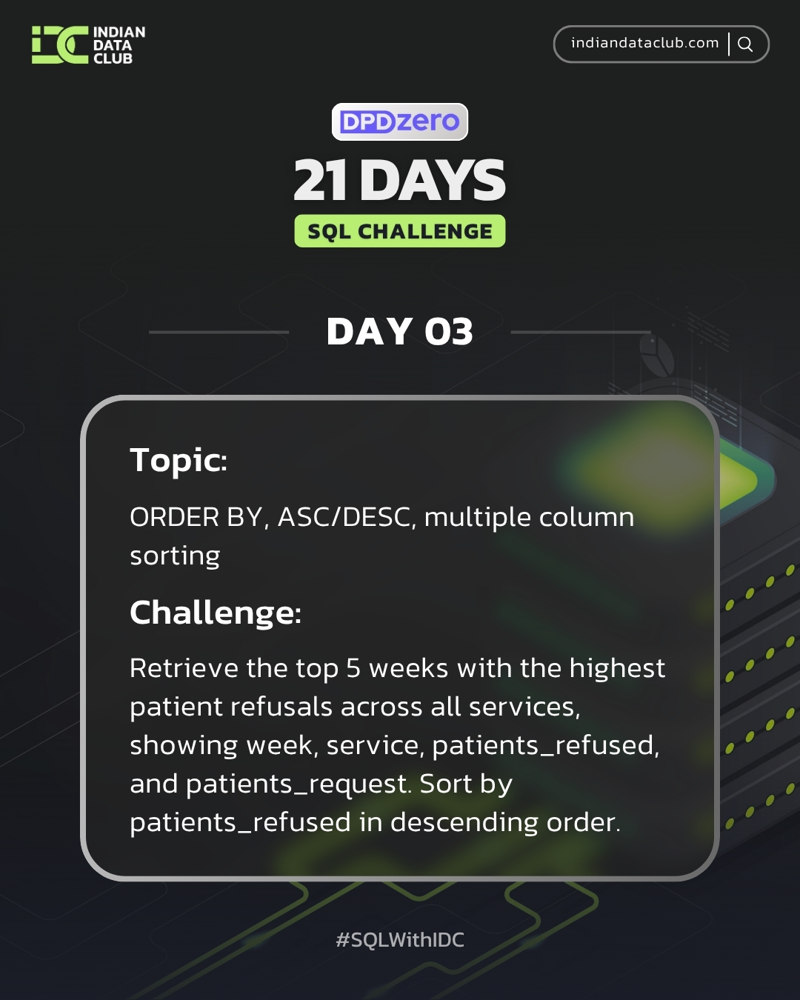 INDIAN
DATA
CLUB
indiandataclub.com
DPDzero
21 DAYS
SQL CHALLENGE
DAY 03
Topic:
ORDER BY, ASC/DESC, multiple column
sorting
Challenge:
Retrieve the top 5 weeks with the highest
patient refusals across all services,
showing week, service, patients_refused,
and patients_request. Sort by
patients_refused in descending order.
#SQLWithIDC